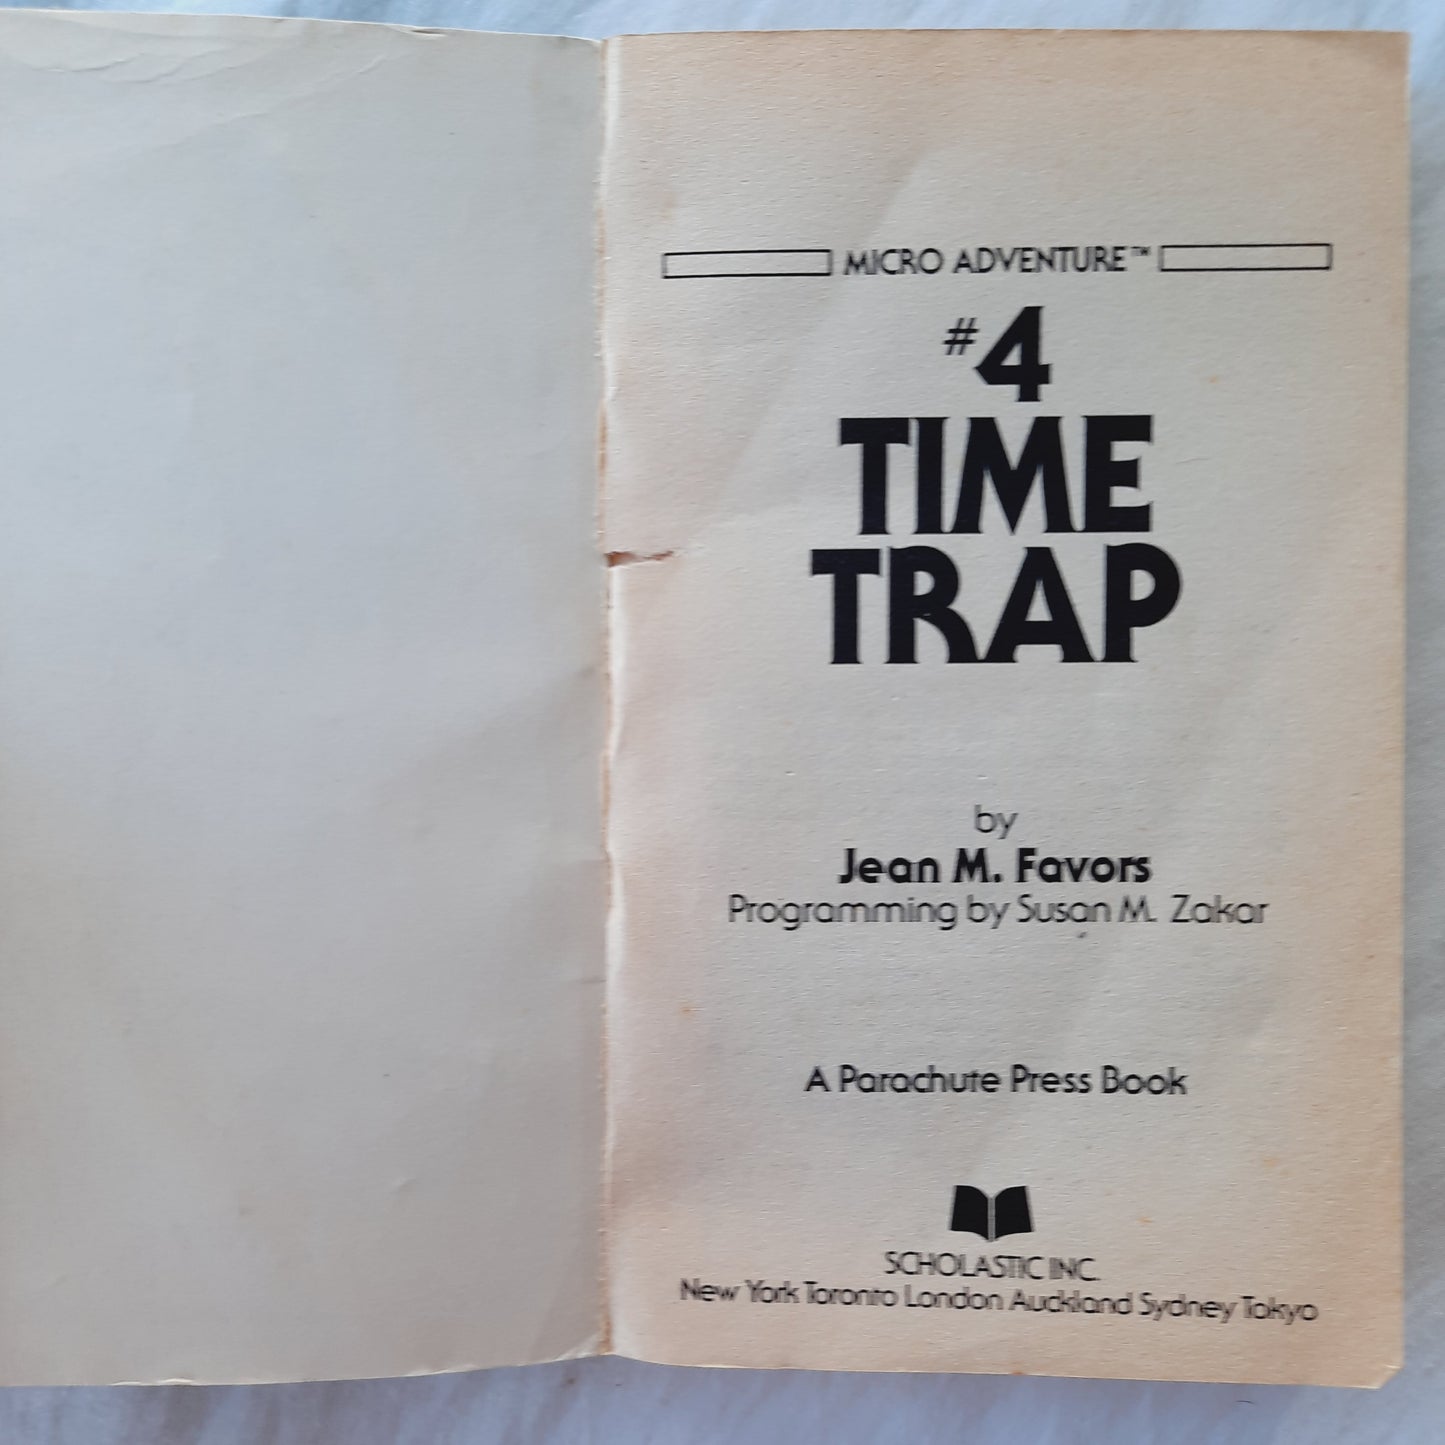 MICRO ADVENTURE™
#4
TIME
TRAP
by
Jean M. Favors
Programming by Susan M. Zakar
A Parachute Press Book
SCHOLASTIC INC.
New York Toronto London Auckland Sydney Tokyo